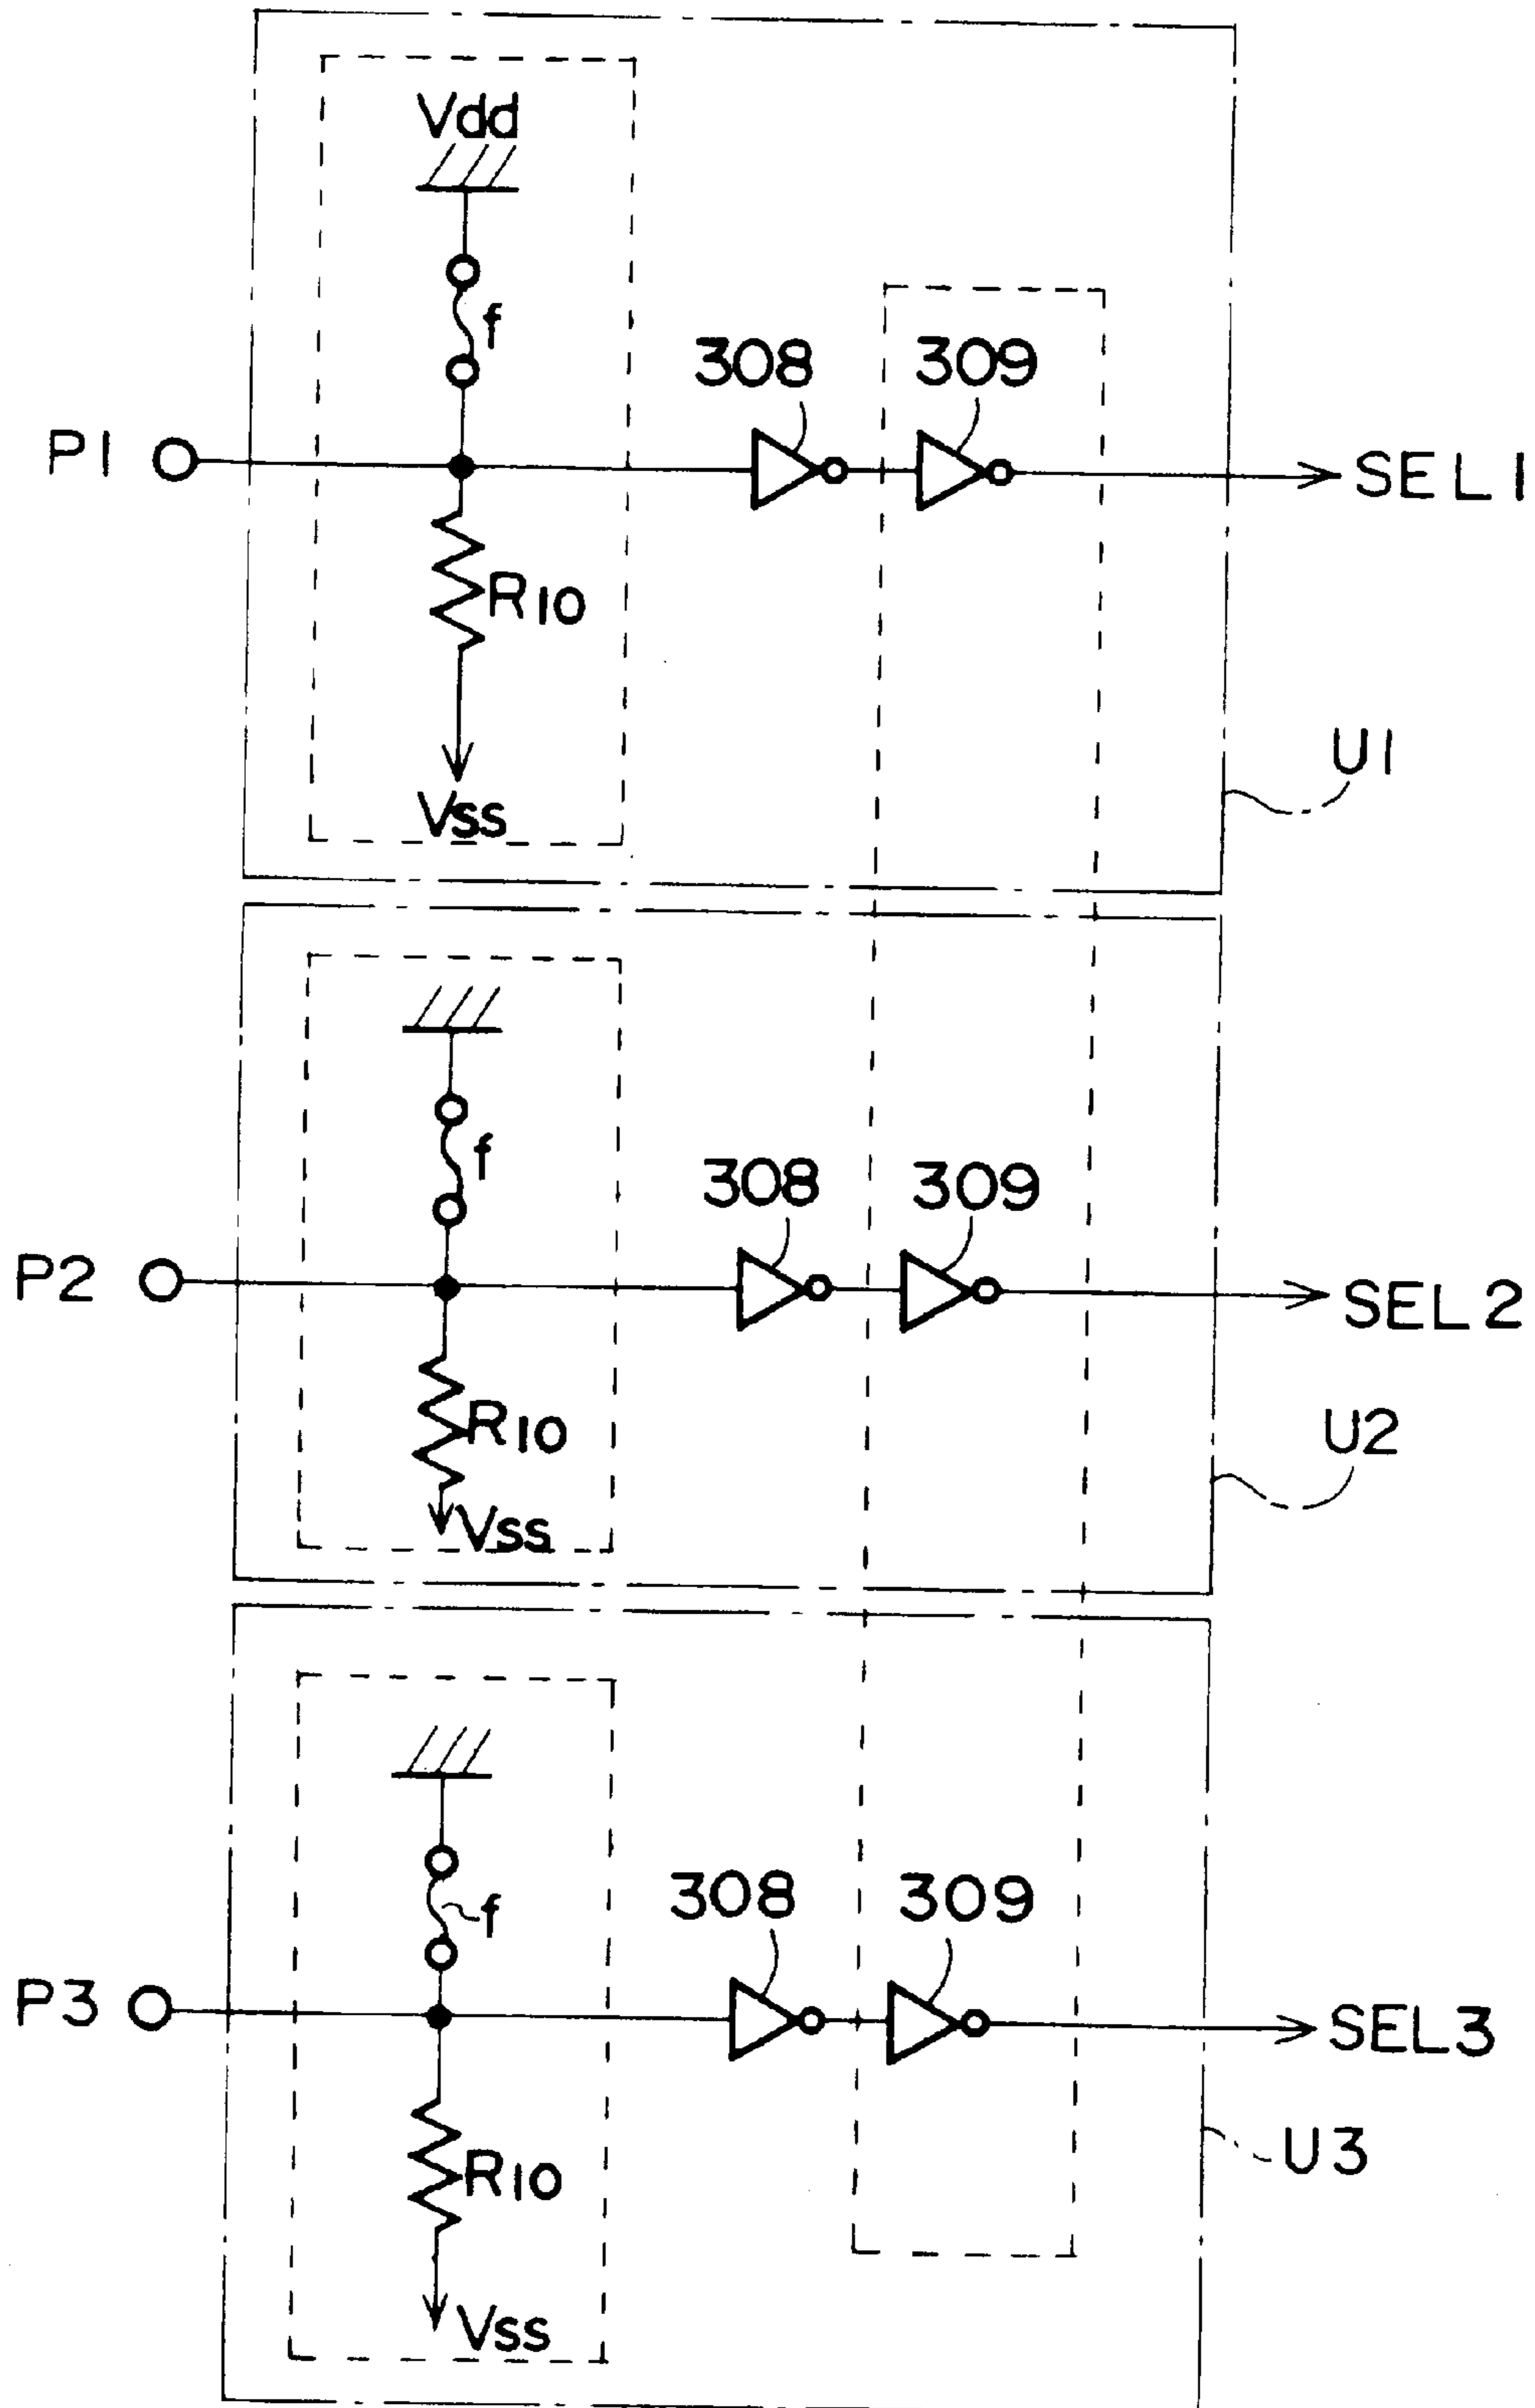 Vdd
f
308
309
P1
SEL1
R10
U1
Vss
f
308
309
P2
SEL2
R10
U2
Vss
308
309
f
P3
SEL3
R10
U3
Vss